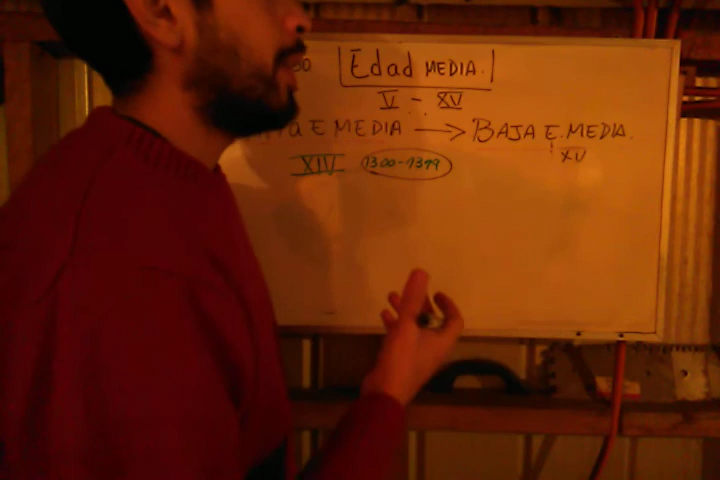 Edad MEDIA.
V - XV
E MEDIA → BAJA E. MEDIA.
XV
XIV 1300-1399